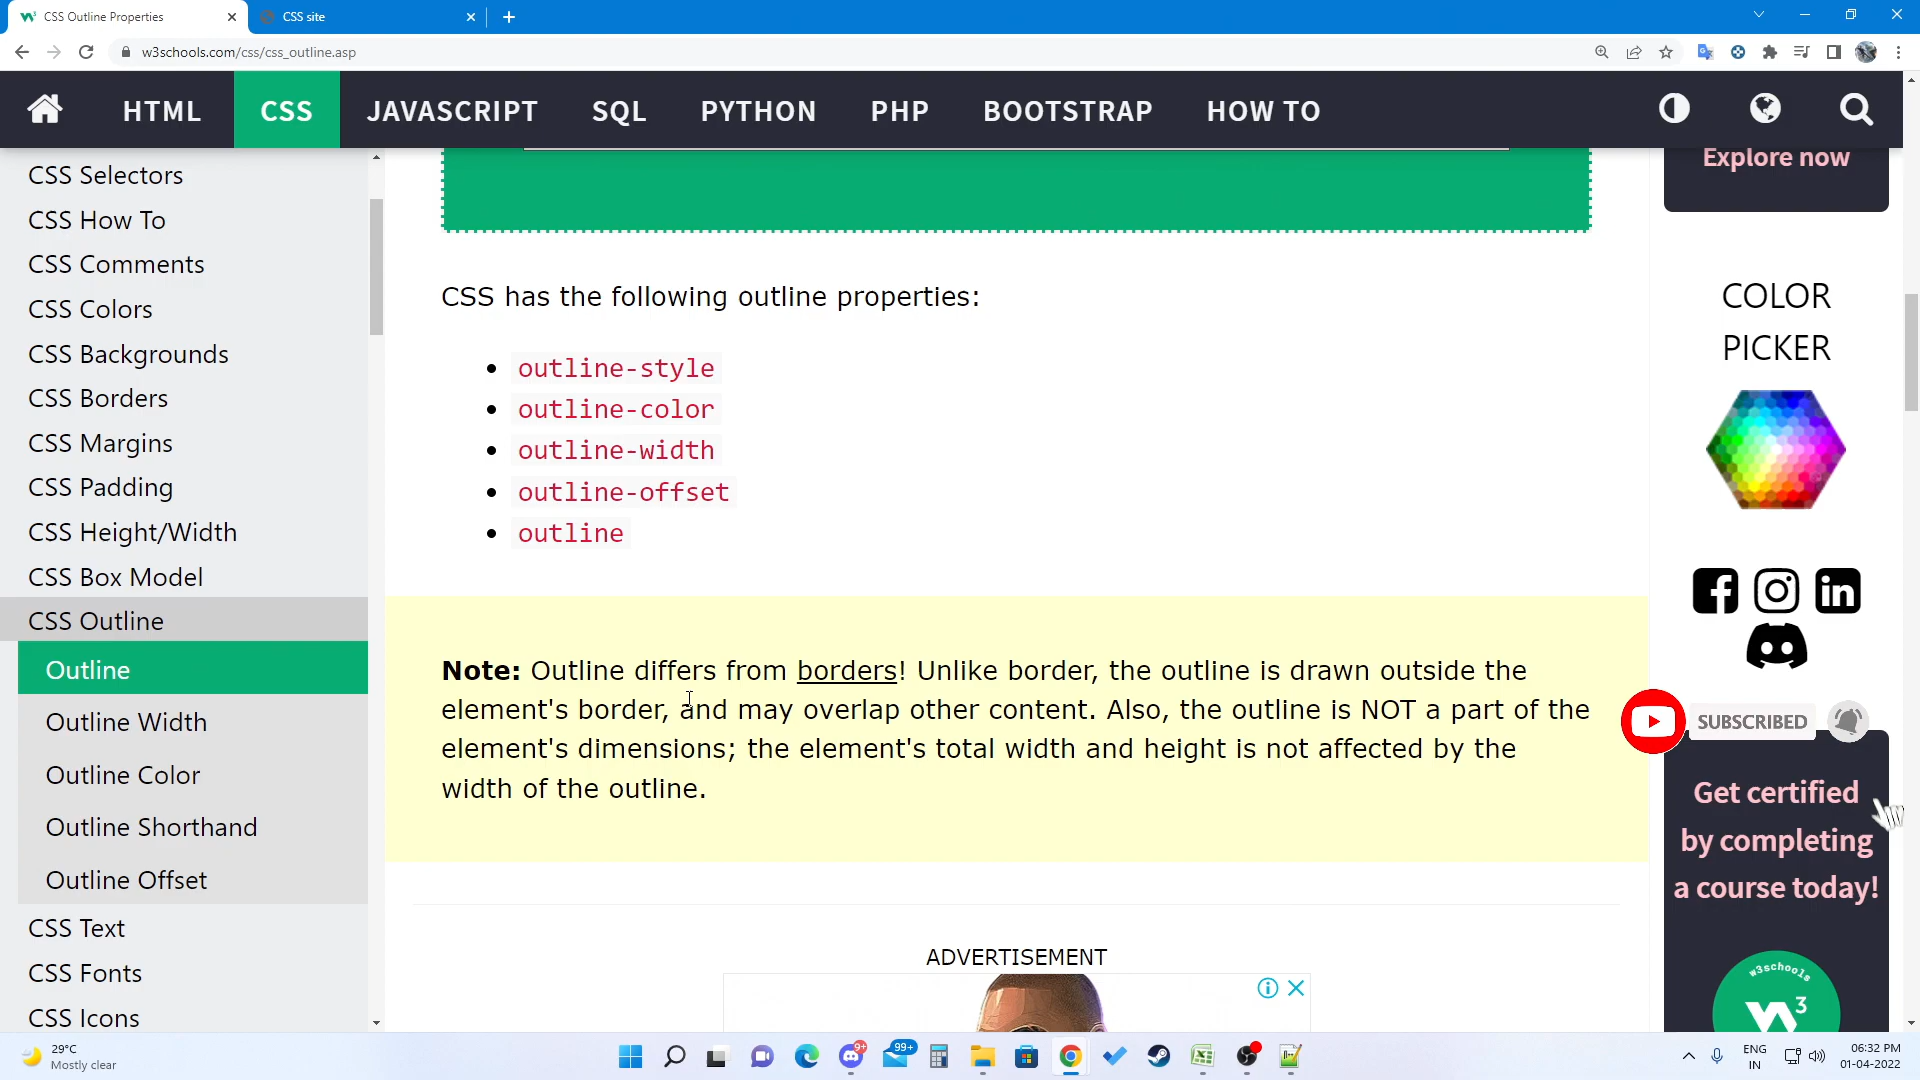 CSS Outline Properties
CSS site
w3schools.com/css/css_outline.asp
HTML CSS JAVASCRIPT SQL PYTHON PHP BOOTSTRAP HOW TO
CSS Selectors
CSS How To
CSS Comments
CSS Colors
CSS Backgrounds
CSS Borders
CSS Margins
CSS Padding
CSS Height/Width
CSS Box Model
CSS Outline
Outline
Outline Width
Outline Color
Outline Shorthand
Outline Offset
CSS Text
CSS Fonts
CSS Icons
CSS has the following outline properties:
outline-style
outline-color
outline-width
outline-offset
outline
Note: Outline differs from borders! Unlike border, the outline is drawn outside the
element's border, and may overlap other content. Also, the outline is NOT a part of the
element's dimensions; the element's total width and height is not affected by the
width of the outline.
ADVERTISEMENT
Explore now
COLOR
PICKER
SUBSCRIBED
Get certified
by completing
a course today!
w3schools
3
29°C
Mostly clear
9+
99+
ENG
IN
06:32 PM
01-04-2022